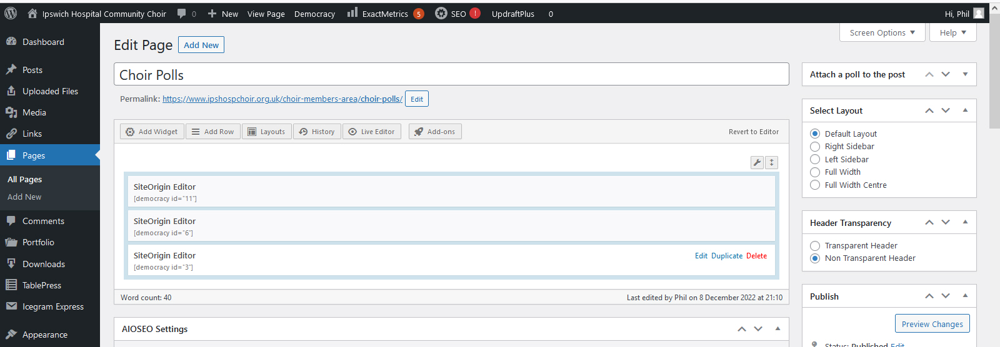 Ipswich Hospital Community Choir 0 New View Page Democracy ExactMetrics 5 SEO ! UpdraftPlus 0 Hi, Phil
Screen Options Help
Dashboard
Posts
Uploaded Files
Media
Links
Pages
All Pages
Add New
Comments
Portfolio
Downloads
TablePress
Icegram Express
Appearance
Edit Page Add New
Choir Polls
Permalink: https://www.ipshospchoir.org.uk/choir-members-area/choir-polls/ Edit
Add Widget Add Row Layouts History Live Editor Add-ons Revert to Editor
SiteOrigin Editor
[democracy id="11"]
SiteOrigin Editor
[democracy id="6"]
SiteOrigin Editor Edit Duplicate Delete
[democracy id="3"]
Word count: 40 Last edited by Phil on 8 December 2022 at 21:10
AIOSEO Settings
Attach a poll to the post
Select Layout
Default Layout
Right Sidebar
Left Sidebar
Full Width
Full Width Centre
Header Transparency
Transparent Header
Non Transparent Header
Publish
Preview Changes
Status: Published Edit